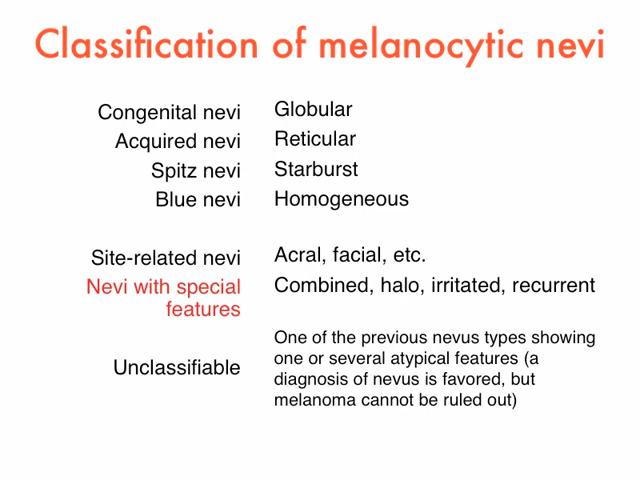 Classification of melanocytic nevi
Congenital nevi Globular
Acquired nevi Reticular
Spitz nevi Starburst
Blue nevi Homogeneous
Site-related nevi Acral, facial, etc.
Nevi with special features Combined, halo, irritated, recurrent
Unclassifiable
One of the previous nevus types showing
one or several atypical features (a
diagnosis of nevus is favored, but
melanoma cannot be ruled out)